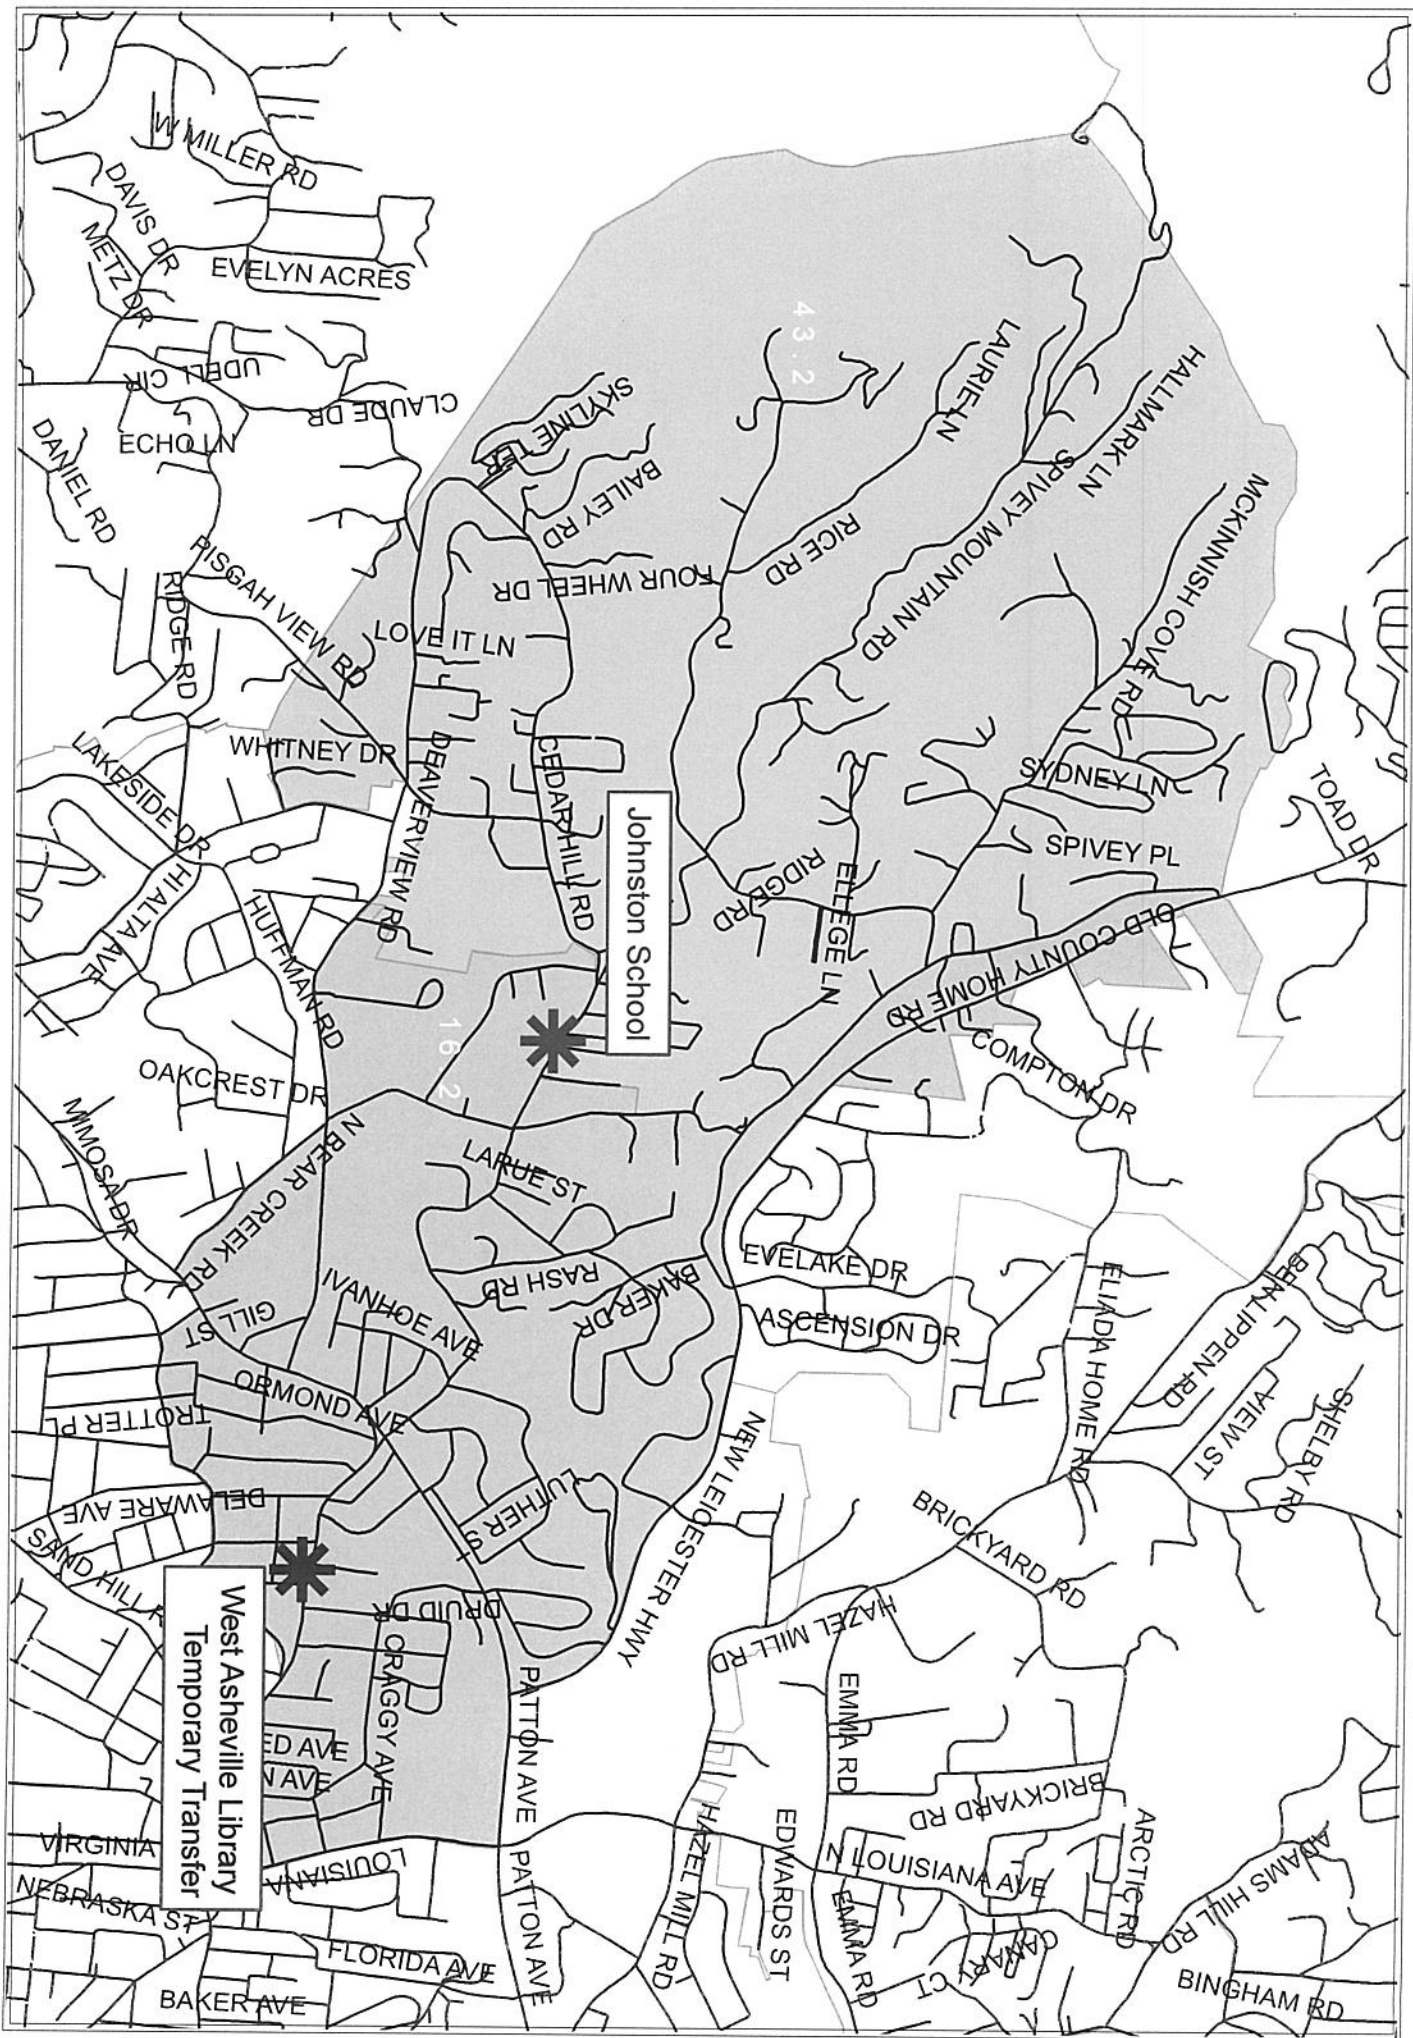 W MILLER RD
DAVIS DR
METZ DR
EVELYN ACRES
UDELL CIR
CLAUDE DR
ECHO LN
DANIEL RD
43.2
LAURIE LN
HALLMARK LN
SKYLINE TER
BAILEY RD
SPIVEY MOUNTAIN RD
MCKINNISH COVE RD
RICE RD
FOUR WHEEL DR
PISGAH VIEW RD
RIDGE RD
LOVE IT LN
WHITNEY DR
DEAVERVIEW RD
CEDAR HILL RD
LAKESIDE DR
HI ALTA AVE
SYDNEY LN
SPIVEY PL
TOAD DR
Johnston School
RIDGE RD
ELLEGE LN
OLD COUNTY HOME RD
HUFFMAN RD
16 2
COMPTON DR
OAKCREST DR
MIMOSA DR
N BEAR CREEK RD
LARUE ST
RASH RD
BAKER DR
EVELAKE DR
ASCENSION DR
ELIADA HOME RD
BEN LIPPEN RD
VIEW ST
SHELBY RD
GILL ST
IVANHOE AVE
ORMOND AVE
TROTTER PL
DELAWARE AVE
SAND HILL R
LUTHER S
NEW LEICESTER HWY
BRICKYARD RD
HAZEL MILL RD
DRUID DR
CRAGGY AVE
West Asheville Library
Temporary Transfer
ED AVE
N AVE
PATTON AVE
PATTON AVE
EMMA RD
BRICKYARD RD
ARCTIC RD
ADAMS HILL RD
EDWARDS ST
HAZEL MILL RD
N LOUISIANA AVE
EMMA RD
CANARY CT
BINGHAM RD
VIRGINIA
LOUISIANA
NEBRASKA ST
FLORIDA AVE
BAKER AVE